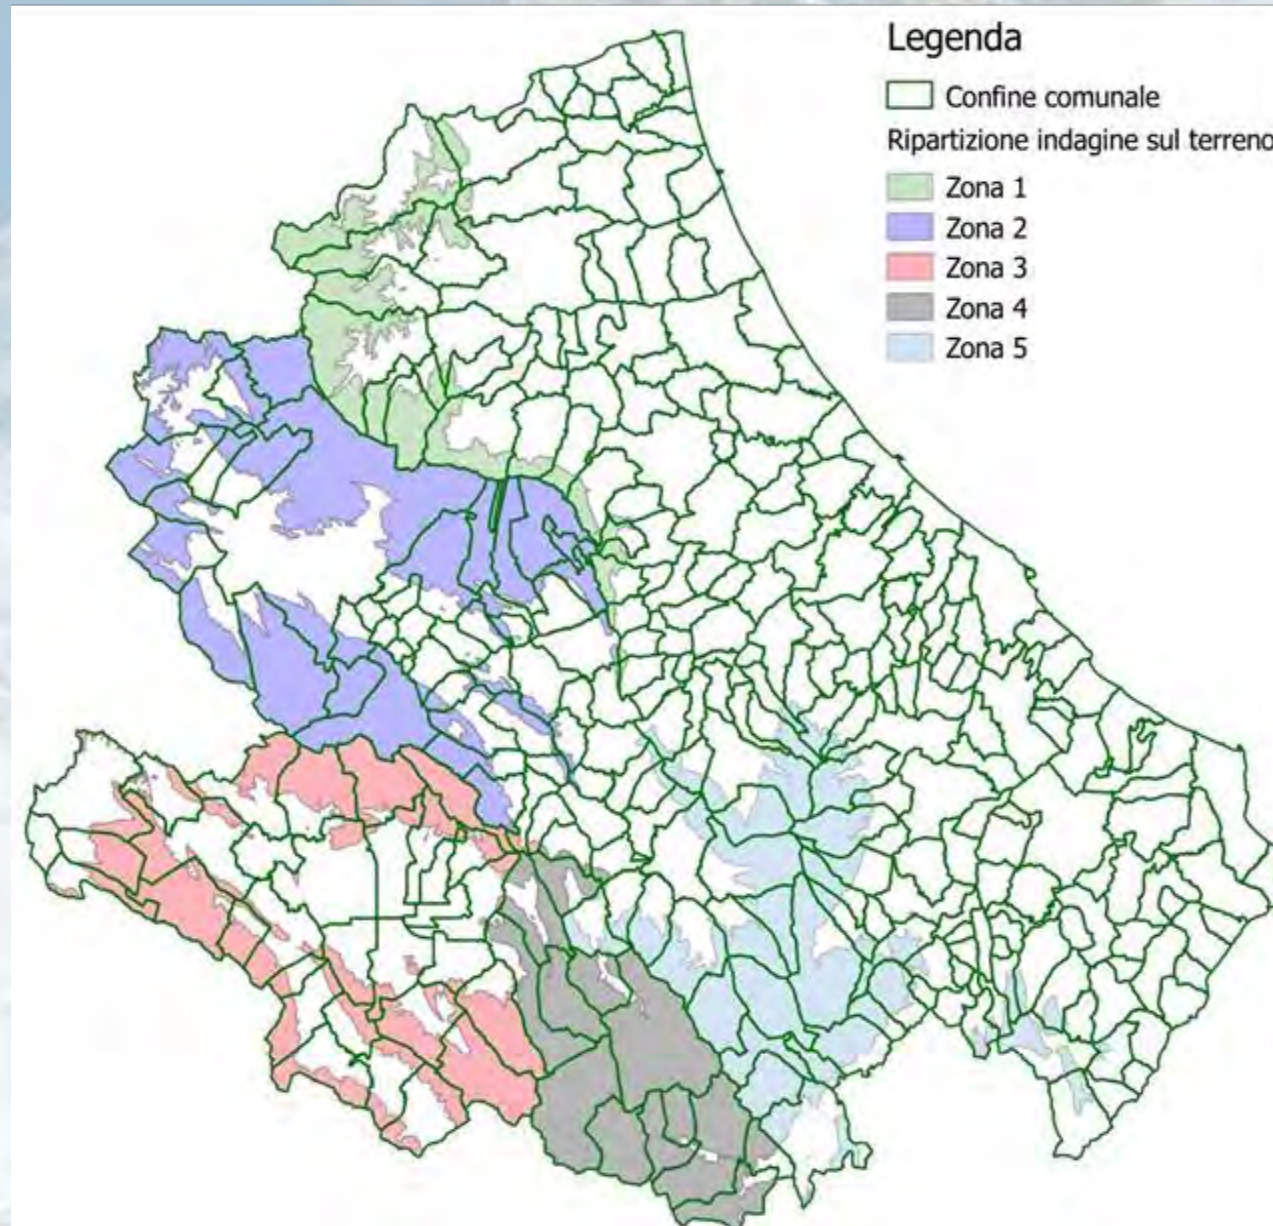 Legenda
Confine comunale
Ripartizione indagine sul terreno
Zona 1
Zona 2
Zona 3
Zona 4
Zona 5